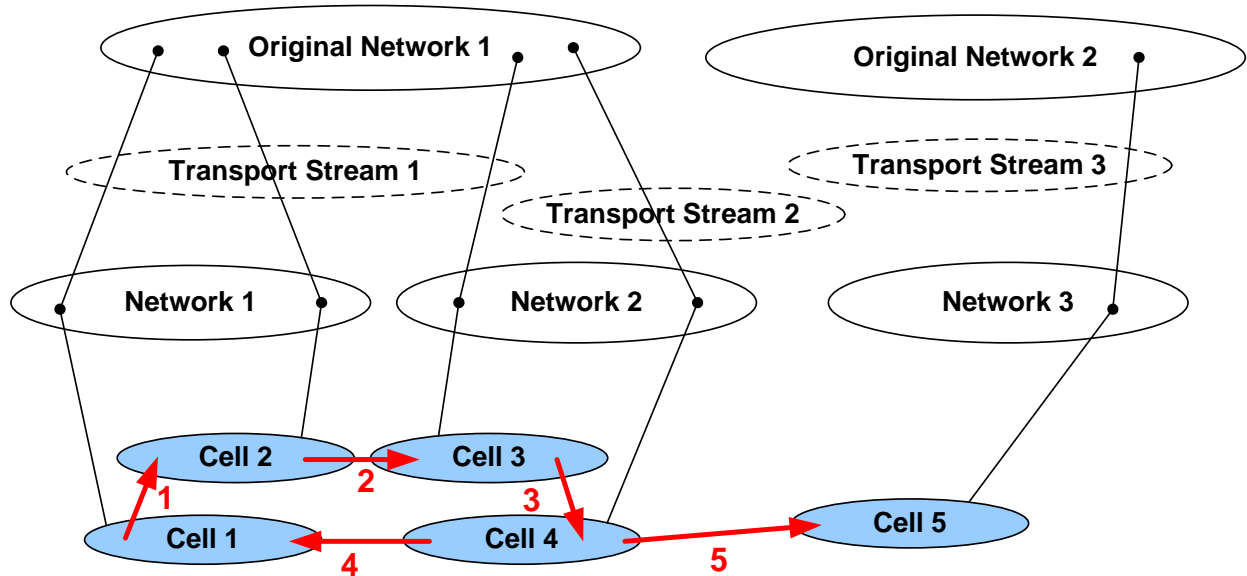 Original Network 1
Original Network 2
Transport Stream 1
Transport Stream 3
Transport Stream 2
Network 1
Network 2
Network 3
Cell 2
Cell 3
1
2
3
Cell 1
Cell 4
Cell 5
4
5